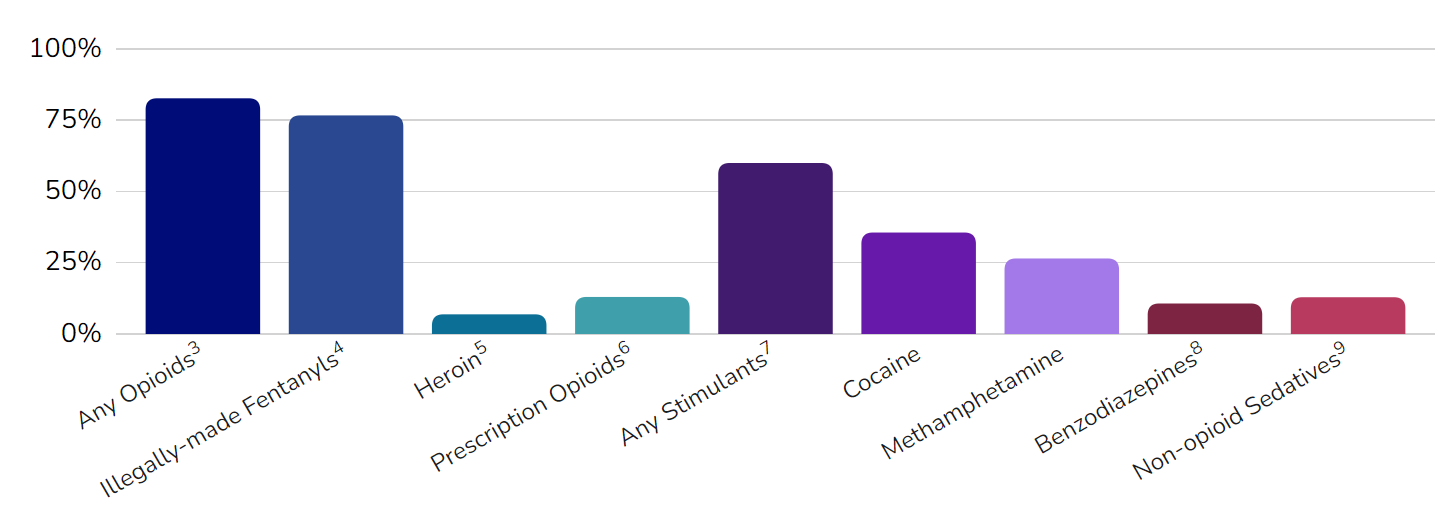 100%
75%
50%
25%
0%
Any Opioids³
Illegally-made Fentanyls⁴
Heroin⁵
Prescription Opioids⁶
Any Stimulants⁷
Cocaine
Methamphetamine
Benzodiazepines⁸
Non-opioid Sedatives⁹